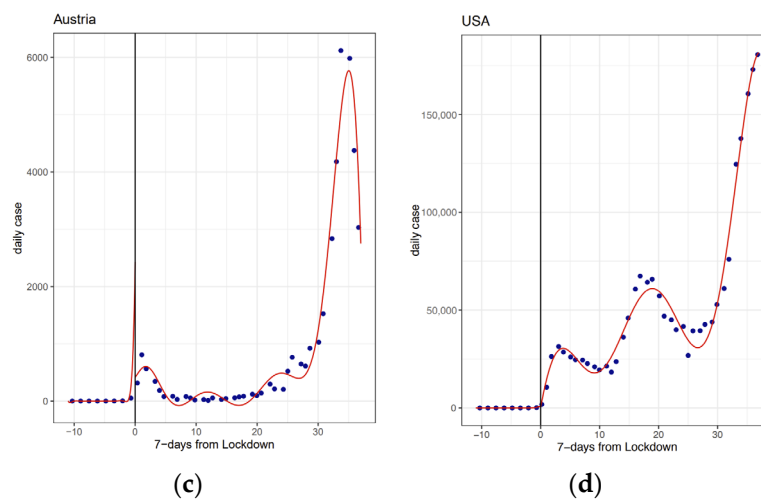 Austria
6000
4000
2000
0
daily case
−10 0 10 20 30
7−days from Lockdown
(c)
USA
150,000
100,000
50,000
0
daily case
−10 0 10 20 30
7−days from Lockdown
(d)